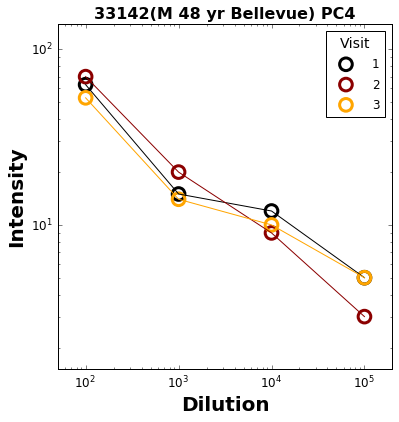 33142(M 48 yr Bellevue) PC4
Visit
1
2
3
10²
10¹
Intensity
10² 10³ 10⁴ 10⁵
Dilution